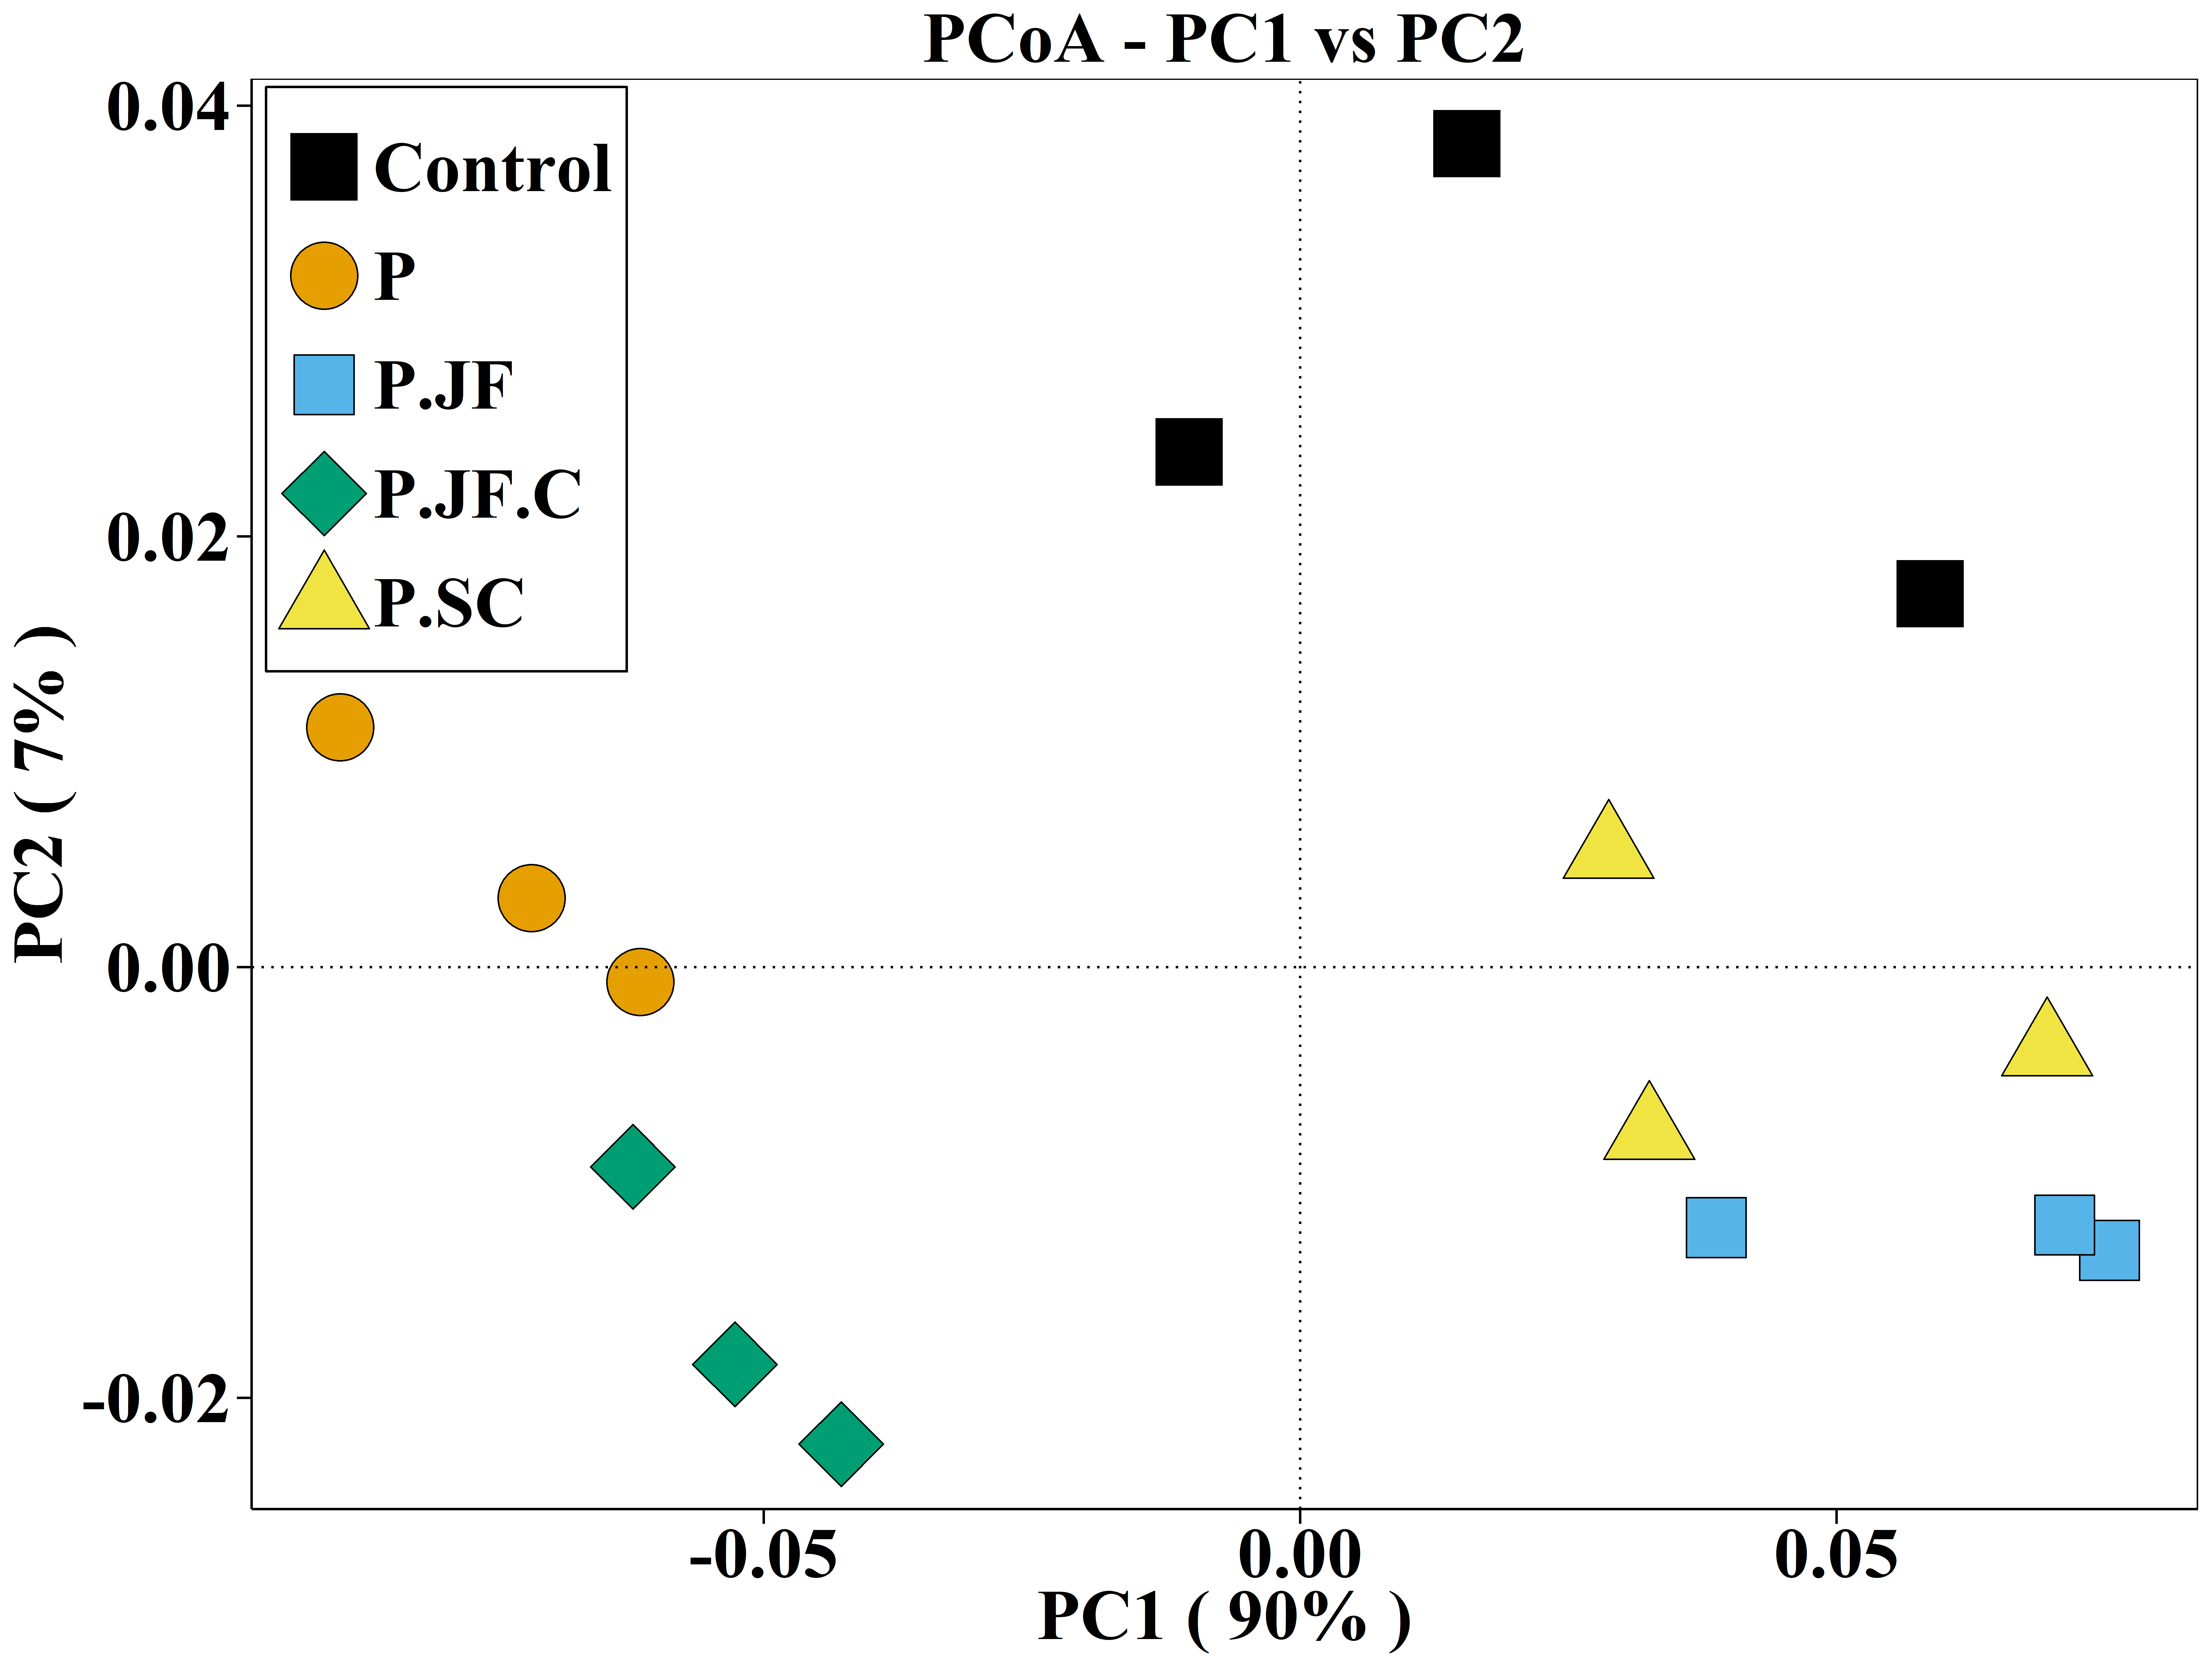 PCoA - PC1 vs PC2
0.04
0.02
0.00
-0.02
PC2 ( 7% )
Control
P
P.JF
P.JF.C
P.SC
-0.05
0.00
0.05
PC1 ( 90% )